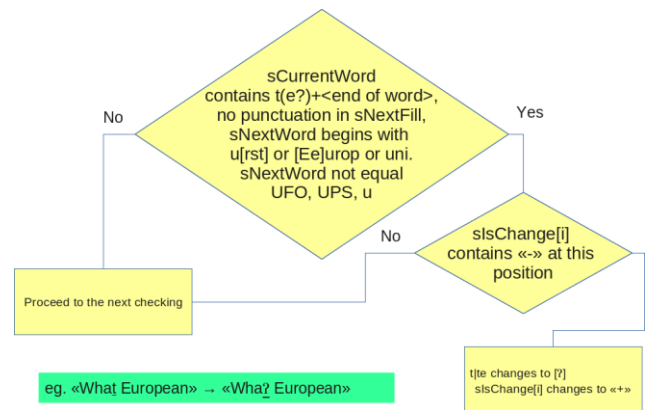 sCurrentWord
contains t(e?)+<end of word>,
no punctuation in sNextFill,
sNextWord begins with
u[rst] or [Ee]urop or uni.
sNextWord not equal
UFO, UPS, u
No
Yes
sIsChange[i]
contains «-» at this
position
No
Proceed to the next checking
t|te changes to [ʔ]
sIsChange[i] changes to «+»
eg. «What European» → «Whaʔ European»